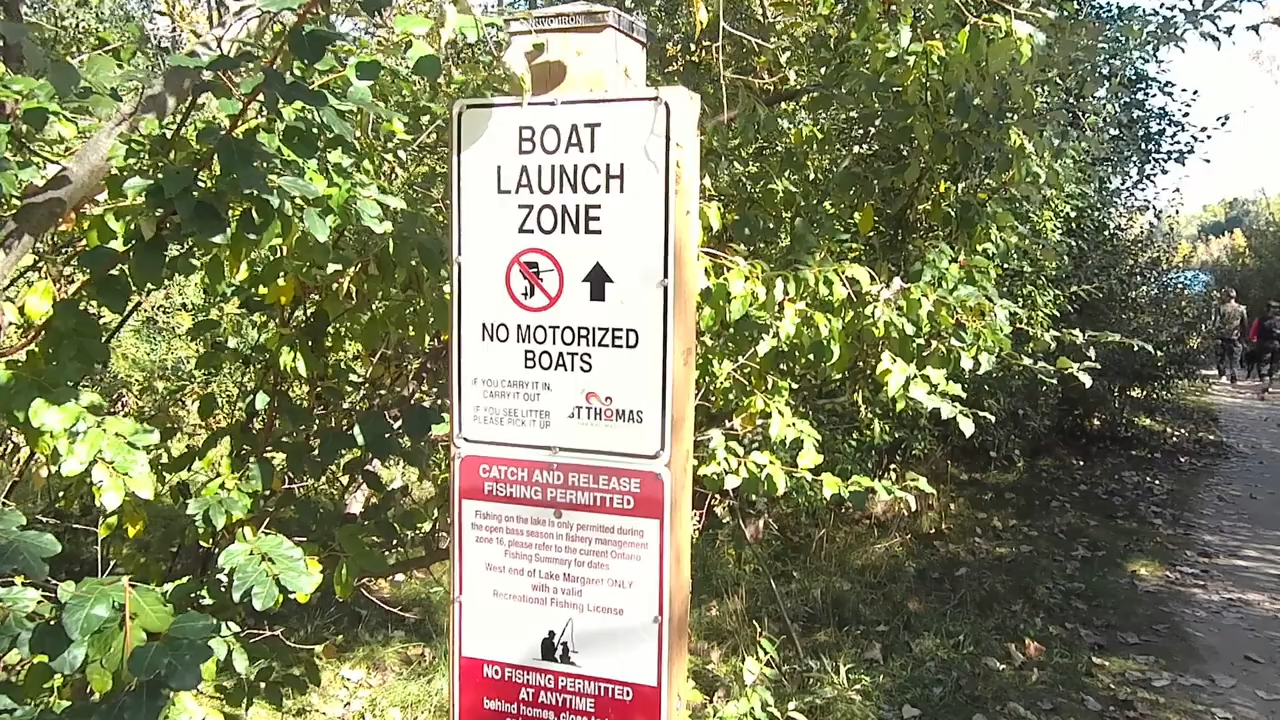 BOAT
LAUNCH
ZONE
NO MOTORIZED
BOATS
IF YOU CARRY IT IN,
CARRY IT OUT
IF YOU SEE LITTER
PLEASE PICK IT UP
ST THOMAS
CATCH AND RELEASE
FISHING PERMITTED
Fishing on the lake is only permitted during
the open bass season in fishery management
zone 16, please refer to the current Ontario
Fishing Summary for dates
West end of Lake Margaret ONLY
with a valid
Recreational Fishing License
NO FISHING PERMITTED
AT ANYTIME
behind homes, close to